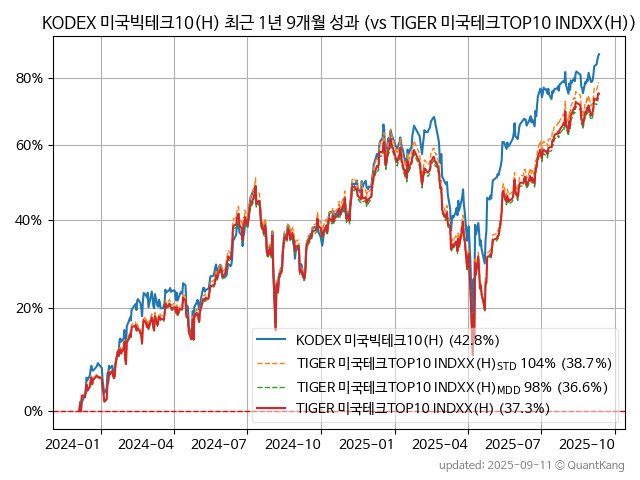 KODEX 미국빅테크10(H) 최근 1년 9개월 성과 (vs TIGER 미국테크TOP10 INDXX(H))
80%
60%
40%
20%
0%
KODEX 미국빅테크10(H) (42.8%)
TIGER 미국테크TOP10 INDXX(H)STD 104% (38.7%)
TIGER 미국테크TOP10 INDXX(H)MDD 98% (36.6%)
TIGER 미국테크TOP10 INDXX(H) (37.3%)
2024-01 2024-04 2024-07 2024-10 2025-01 2025-04 2025-07 2025-10
updated: 2025-09-11 © QuantKang